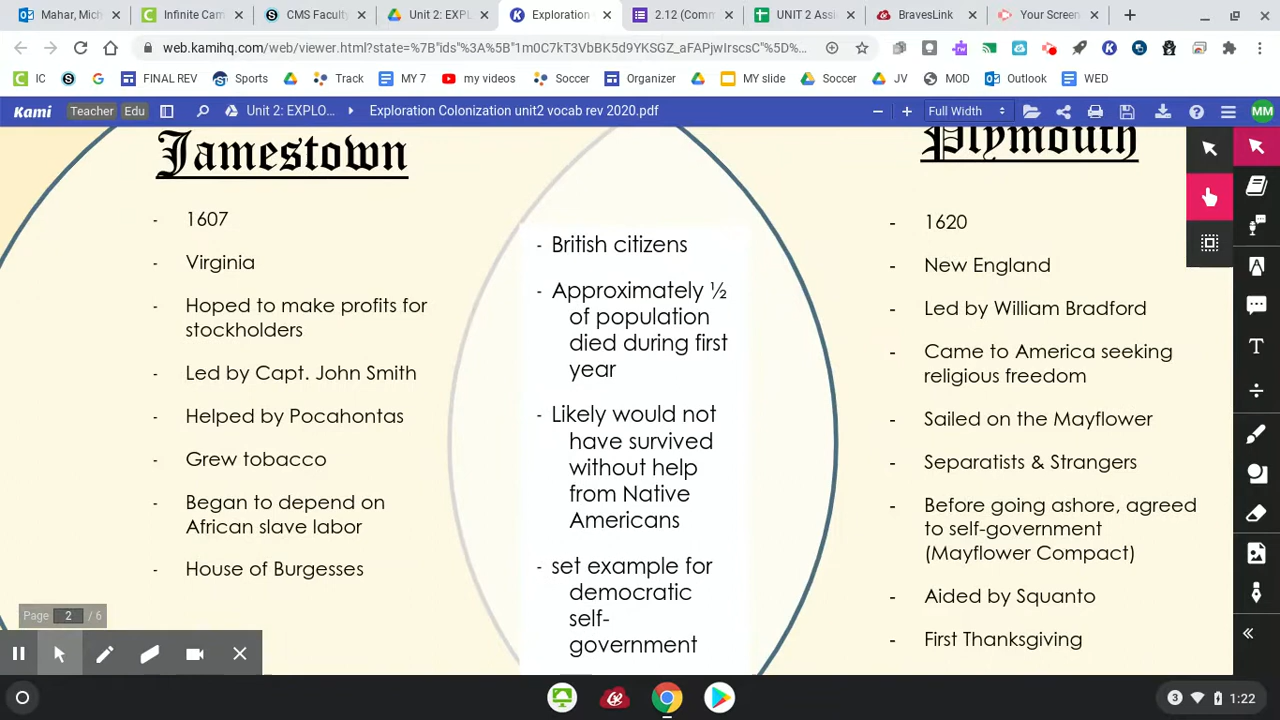 Mahar, Mich
Infinite Cam
CMS Facult
Unit 2: EXPL
Exploration
2.12 (Comm
UNIT 2 Assi
BravesLink
Your Screen
web.kamihq.com/web/viewer.html?state=%7B"ids"%3A%5B"1m0C7kT3VbBK5d9YKSGZ_aFAPjwIrscsC"%5D%...
IC
FINAL REV
Sports
Track
MY 7
my videos
Soccer
Organizer
MY slide
Soccer
JV
MOD
Outlook
WED
Kami
Teacher
Edu
Unit 2: EXPLO...
Exploration Colonization unit2 vocab rev 2020.pdf
Full Width
MM
Jamestown
- 1607
- Virginia
- Hoped to make profits for
stockholders
- Led by Capt. John Smith
- Helped by Pocahontas
- Grew tobacco
- Began to depend on
African slave labor
- House of Burgesses
- British citizens
- Approximately ½
of population
died during first
year
- Likely would not
have survived
without help
from Native
Americans
- set example for
democratic
self-
government
Plymouth
- 1620
- New England
- Led by William Bradford
- Came to America seeking
religious freedom
- Sailed on the Mayflower
- Separatists & Strangers
- Before going ashore, agreed
to self-government
(Mayflower Compact)
- Aided by Squanto
- First Thanksgiving
Page 2 / 6
3
1:22